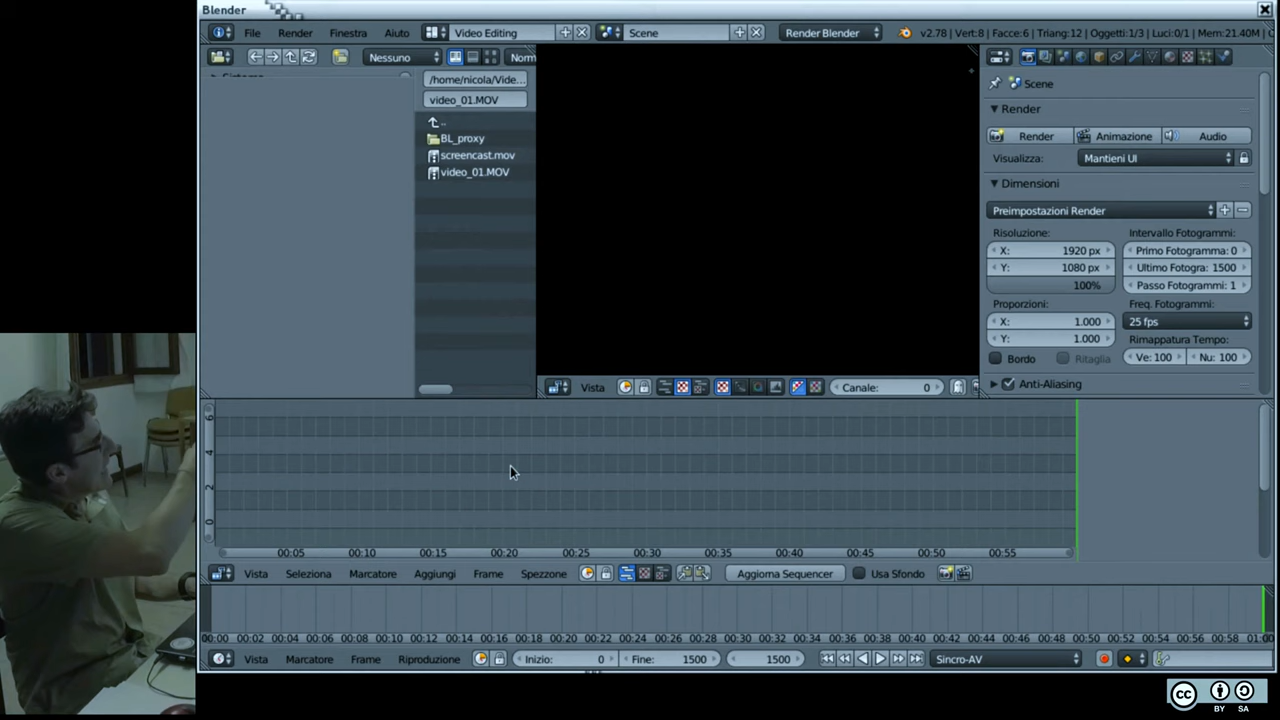 Blender
File Render Finestra Aiuto Video Editing Scene Render Blender v2.78 | Vert:8 | Facce:6 | Triang:12 | Oggetti:1/3 | Luci:0/1 | Mem:21.40M |
Nuessuno Norm
/home/nicola/Vide...
video_01.MOV
..
BL_proxy
screencast.mov
video_01.MOV
Scene
Render
Render Animazione Audio
Visualizza: Mantieni UI
Dimensioni
Preimpostazioni Render
Risoluzione: Intervallo Fotogrammi:
X: 1920 px Primo Fotogramma: 0
Y: 1080 px Ultimo Fotogra: 1500
100% Passo Fotogrammi: 1
Proporzioni: Freq. Fotogrammi:
X: 1.000 25 fps
Y: 1.000 Rimappatura Tempo:
Bordo Ritaglia Ve: 100 Nu: 100
Anti-Aliasing
Vista Canale: 0
6
4
2
0
00:05 00:10 00:15 00:20 00:25 00:30 00:35 00:40 00:45 00:50 00:55
Vista Seleziona Marcatore Aggiungi Frame Spezzone Aggiorna Sequencer Usa Sfondo
00:00 00:02 00:04 00:06 00:08 00:10 00:12 00:14 00:16 00:18 00:20 00:22 00:24 00:26 00:28 00:30 00:32 00:34 00:36 00:38 00:40 00:42 00:44 00:46 00:48 00:50 00:52 00:54 00:56 00:58 01:00
Vista Marcatore Frame Riproduzione Inizio: 0 Fine: 1500 1500 Sincro-AV
cc BY SA